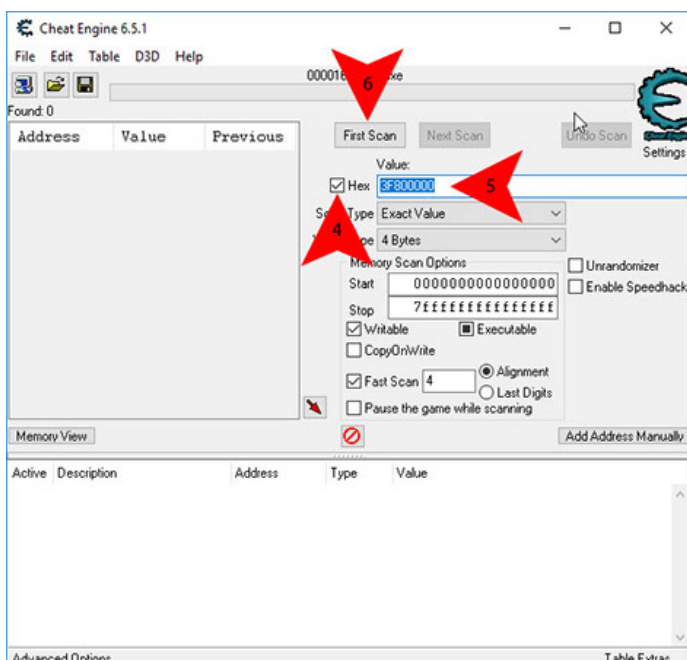 Cheat Engine 6.5.1
File Edit Table D3D Help
6
Found: 0
Address Value Previous
First Scan Next Scan Undo Scan
Settings
Value:
Hex 3F800000 5
Type Exact Value
4
4 Bytes
Memory Scan Options
Unrandomizer
Start 0000000000000000
Enable Speedhack
Stop 7fffffffffffffff
Writable Executable
CopyOnWrite
Fast Scan 4 Alignment
Last Digits
Pause the game while scanning
Memory View Add Address Manually
Active Description Address Type Value
Advanced Options Table Extras